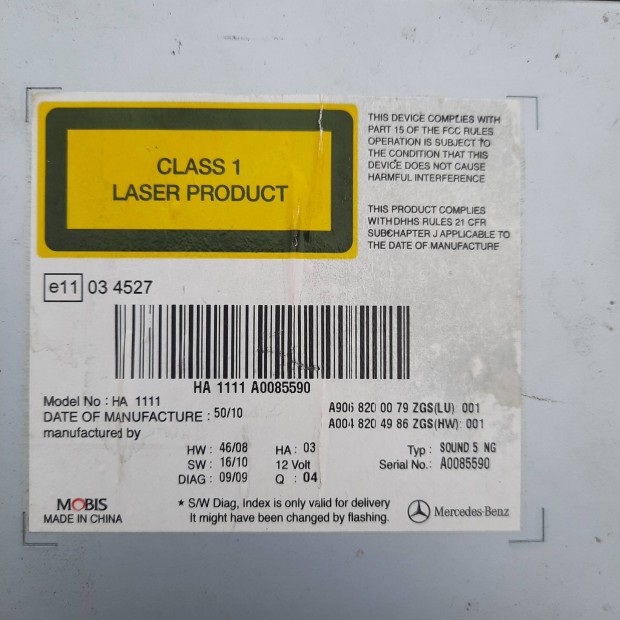 CLASS 1
LASER PRODUCT
THIS DEVICE COMPLIES WITH
PART 15 OF THE FCC RULES
OPERATION IS SUBJECT TO
THE CONDITION THAT THIS
DEVICE DOES NOT CAUSE
HARMFUL INTERFERENCE
THIS PRODUCT COMPLIES
WITH DHHS RULES 21 CFR
SUBCHAPTER J APPLICABLE TO
THE DATE OF MANUFACTURE
e11 03 4527
HA 1111 A0085590
Model No : HA 1111
DATE OF MANUFACTURE : 50/10
manufactured by
A906 820 00 79 ZGS(LU) 001
A004 820 49 86 ZGS(HW): 001
HW : 46/08 HA : 03
SW : 16/10 12 Volt
DIAG : 09/09 Q : 04
Typ : SOUND 5 NG
Serial No.: A0085590
MOBIS
MADE IN CHINA
* S/W Diag, Index is only valid for delivery
It might have been changed by flashing.
Mercedes-Benz